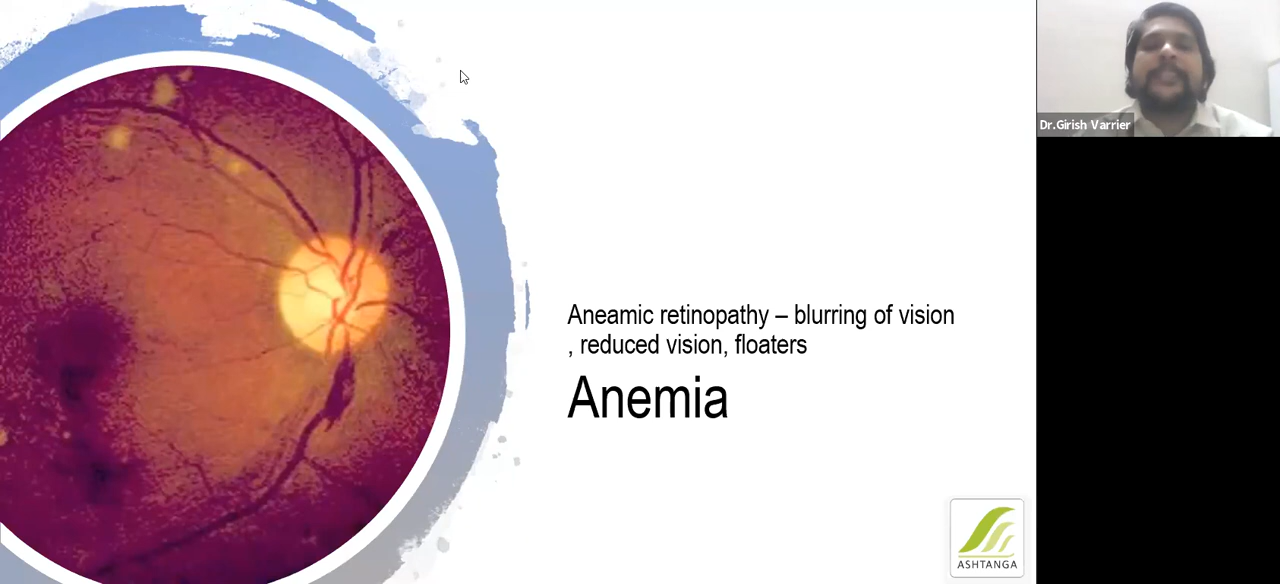 Dr.Girish Varrier
Aneamic retinopathy – blurring of vision
, reduced vision, floaters
Anemia
ASHTANGA